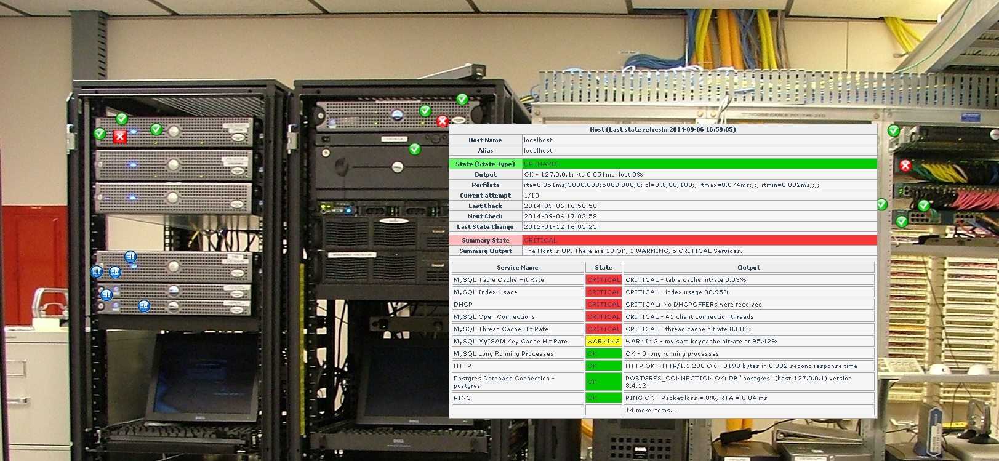 Host (Last state refresh: 2014-09-06 16:59:05)
Host Name localhost
Alias localhost
State (State Type) UP (HARD)
Output OK - 127.0.0.1: rta 0.051ms, lost 0%
Perfdata rta=0.051ms;3000.000;5000.000;0; pl=0%;80;100;; rtmax=0.074ms;;;; rtmin=0.032ms;;;;
Current attempt 1/10
Last Check 2014-09-06 16:58:58
Next Check 2014-09-06 17:03:58
Last State Change 2012-01-12 16:05:25
Summary State CRITICAL
Summary Output The Host is UP. There are 18 OK, 1 WARNING, 5 CRITICAL Services.
Service Name State Output
MySQL Table Cache Hit Rate CRITICAL CRITICAL - table cache hitrate 0.03%
MySQL Index Usage CRITICAL CRITICAL - index usage 38.95%
DHCP CRITICAL CRITICAL: No DHCPOFFERs were received.
MySQL Open Connections CRITICAL CRITICAL - 41 client connection threads
MySQL Thread Cache Hit Rate CRITICAL CRITICAL - thread cache hitrate 0.00%
MySQL MyISAM Key Cache Hit Rate WARNING WARNING - myisam keycache hitrate at 95.42%
MySQL Long Running Processes OK OK - 0 long running processes
HTTP OK HTTP OK: HTTP/1.1 200 OK - 3193 bytes in 0.002 second response time
Postgres Database Connection - OK POSTGRES_CONNECTION OK: DB "postgres" (host:127.0.0.1) version
postgres 8.4.12
PING OK PING OK - Packet loss = 0%, RTA = 0.04 ms
14 more items...
DELL
DELL